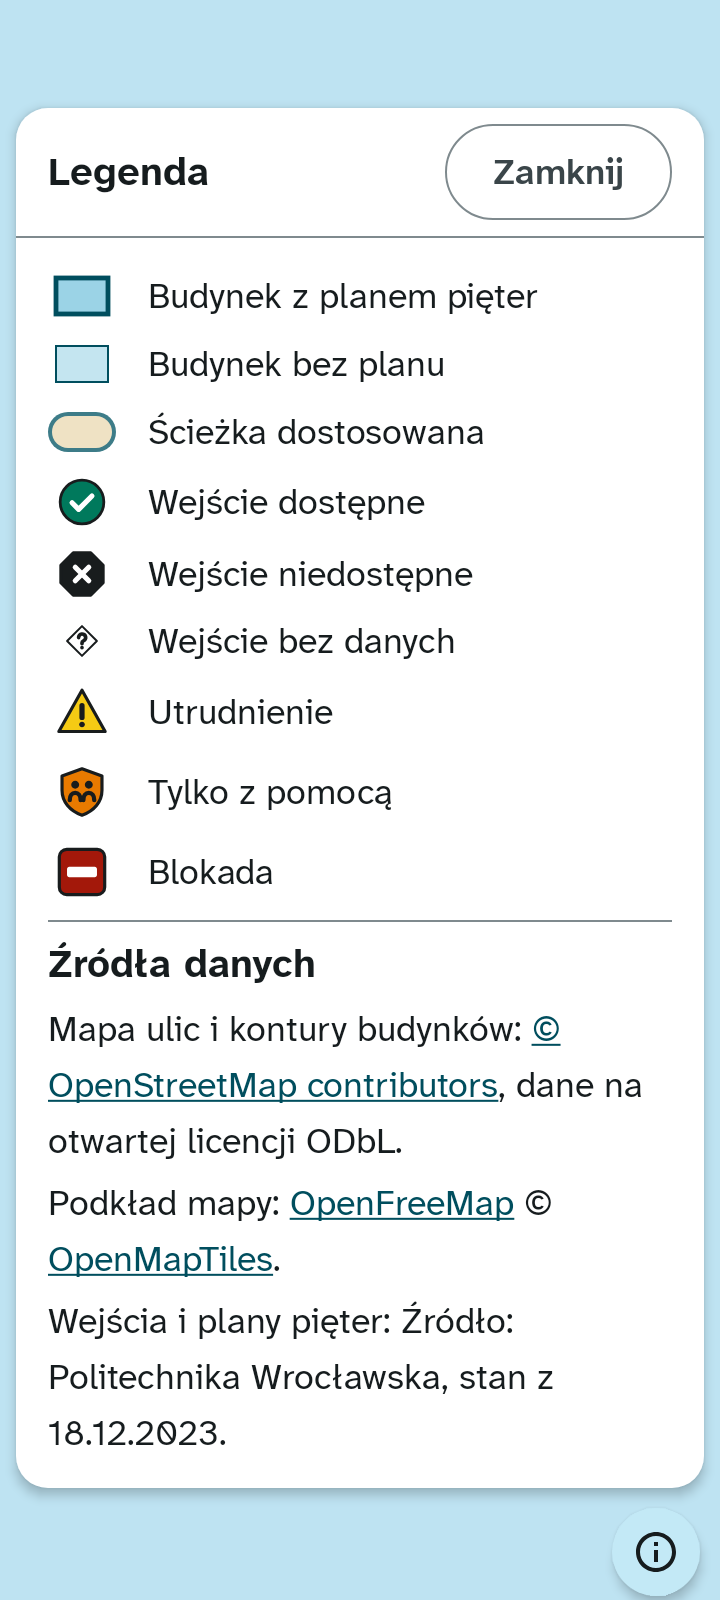 Legenda
Zamknij
Budynek z planem pięter
Budynek bez planu
Ścieżka dostosowana
Wejście dostępne
Wejście niedostępne
Wejście bez danych
Utrudnienie
Tylko z pomocą
Blokada
Źródła danych
Mapa ulic i kontury budynków: ©
OpenStreetMap contributors, dane na
otwartej licencji ODbL.
Podkład mapy: OpenFreeMap ©
OpenMapTiles.
Wejścia i plany pięter: Źródło:
Politechnika Wrocławska, stan z
18.12.2023.